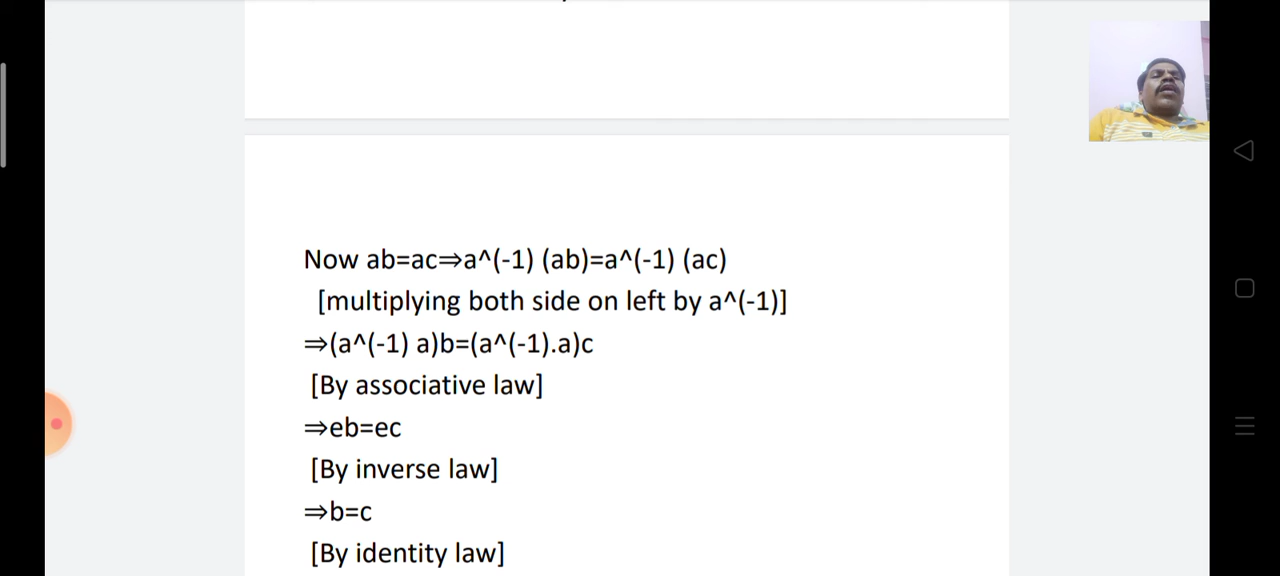 Now ab=ac⇒a^(-1) (ab)=a^(-1) (ac)
[multiplying both side on left by a^(-1)]
⇒(a^(-1) a)b=(a^(-1).a)c
[By associative law]
⇒eb=ec
[By inverse law]
⇒b=c
[By identity law]